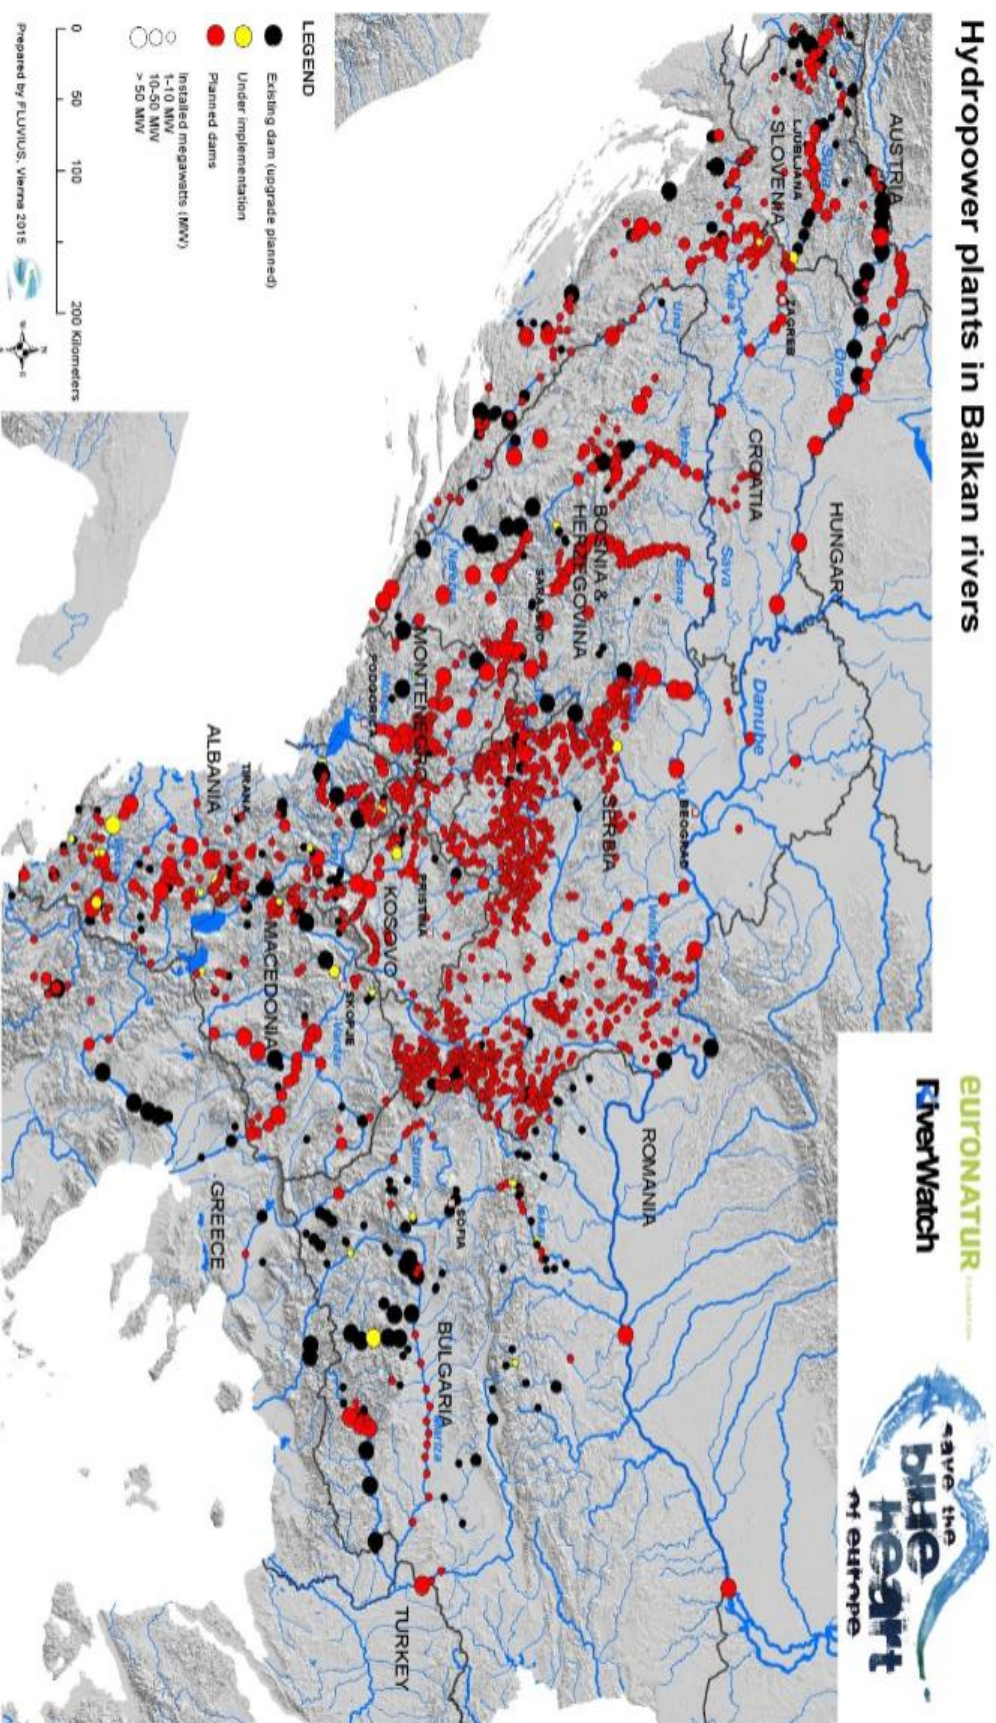 Hydropower plants in Balkan rivers
euroNATUR
FOUNDATION
RiverWatch
save the
blue
heart
of europe
AUSTRIA
HUNGARY
SLOVENIA
LJUBLJANA
Sava
Drava
ZAGREB
Kupa
Una
CROATIA
Vrbas
Sava
Danube
Bosna
BOSNIA &
HERZEGOVINA
SARAJEVO
Neretva
BEOGRAD
SERBIA
ROMANIA
MONTENEGRO
PODGORICA
PRISTINA
KOSOVO
SKOPJE
Vardar
MACEDONIA
ALBANIA
TIRANA
SOFIA
Struma
Iskar
BULGARIA
Maritza
GREECE
TURKEY
LEGEND
Existing dam (upgrade planned)
Under implementation
Planned dams
Installed megawatts (MW)
1-10 MW
10-50 MW
> 50 MW
0 50 100 200 Kilometers
Prepared by FLUVIUS, Vienna 2015
N